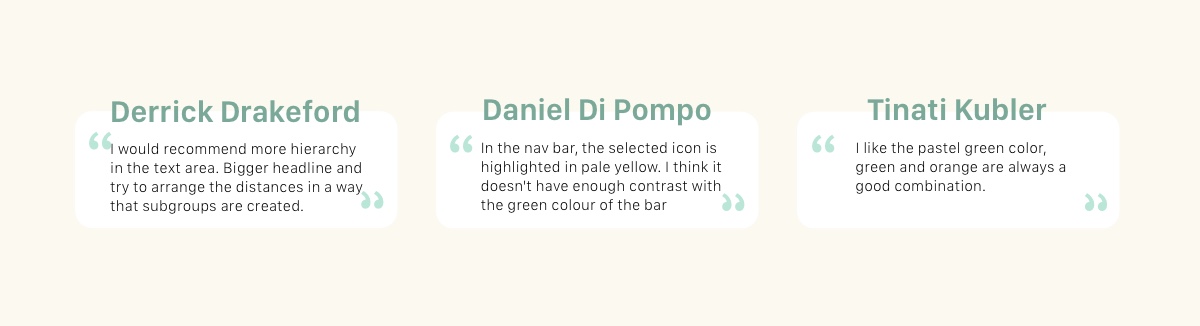 Derrick Drakeford
“I would recommend more hierarchy
in the text area. Bigger headline and
try to arrange the distances in a way
that subgroups are created.”
Daniel Di Pompo
“In the nav bar, the selected icon is
highlighted in pale yellow. I think it
doesn't have enough contrast with
the green colour of the bar”
Tinati Kubler
“I like the pastel green color,
green and orange are always a
good combination.”